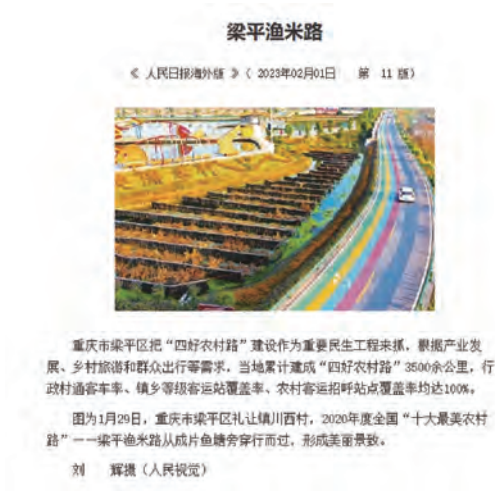 梁平渔米路
《 人民日报海外版 》（ 2023年02月01日　第 11 版）
重庆市梁平区把“四好农村路”建设作为重要民生工程来抓，根据产业发
展、乡村旅游和群众出行等需求，当地累计建成“四好农村路”3500余公里，行
政村通客车率、镇乡等级客运站覆盖率、农村客运招呼站点覆盖率均达100%。
图为1月29日，重庆市梁平区礼让镇川西村，2020年度全国“十大最美农村
路”——梁平渔米路从成片鱼塘旁穿行而过，形成美丽景致。
刘　辉摄（人民视觉）